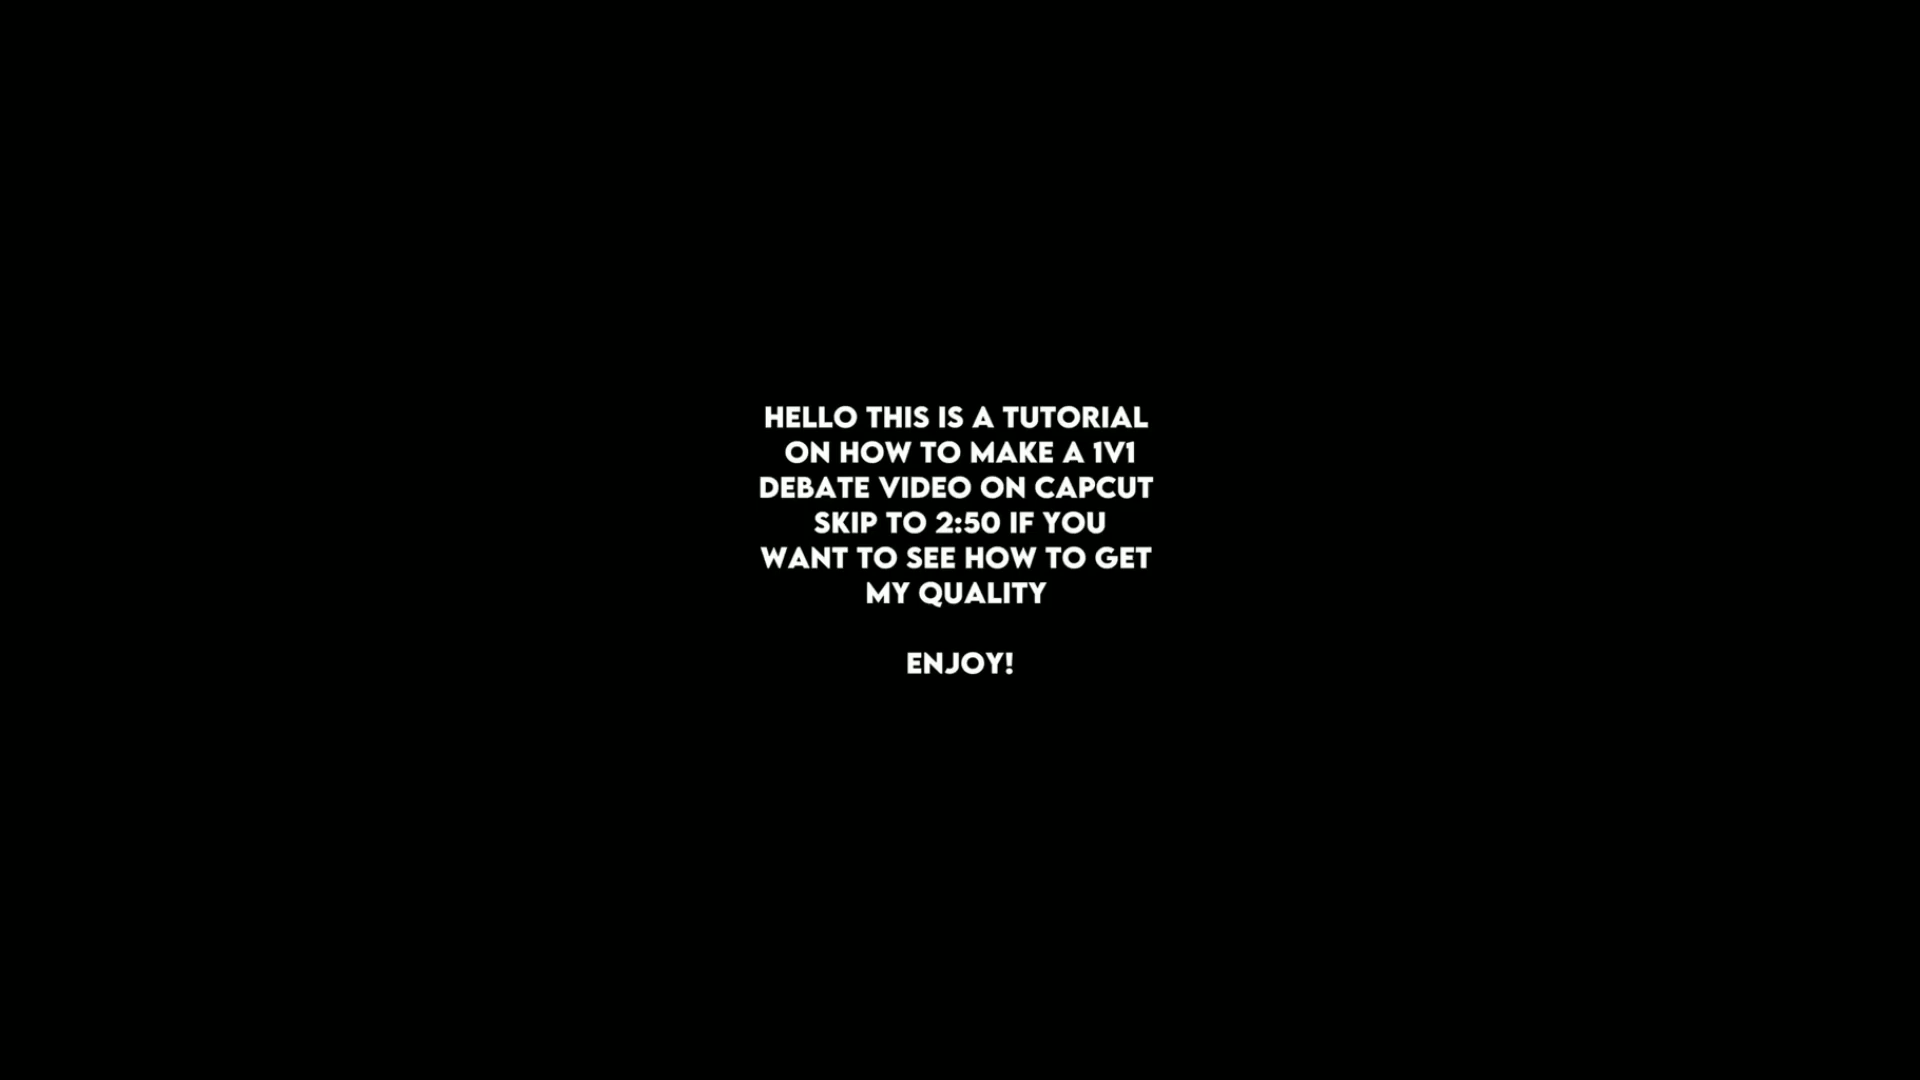 HELLO THIS IS A TUTORIAL
ON HOW TO MAKE A 1V1
DEBATE VIDEO ON CAPCUT
SKIP TO 2:50 IF YOU
WANT TO SEE HOW TO GET
MY QUALITY
ENJOY!